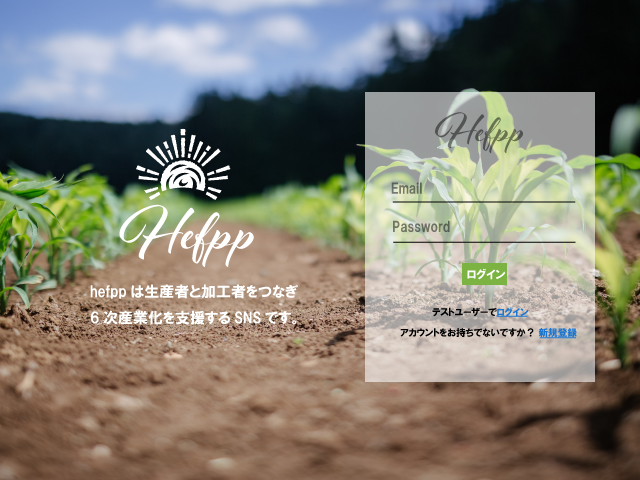 Hefpp
hefpp は生産者と加工者をつなぎ
6 次産業化を支援する SNS です。
Hefpp
Email
Password
ログイン
テストユーザーでログイン
アカウントをお持ちでないですか？ 新規登録